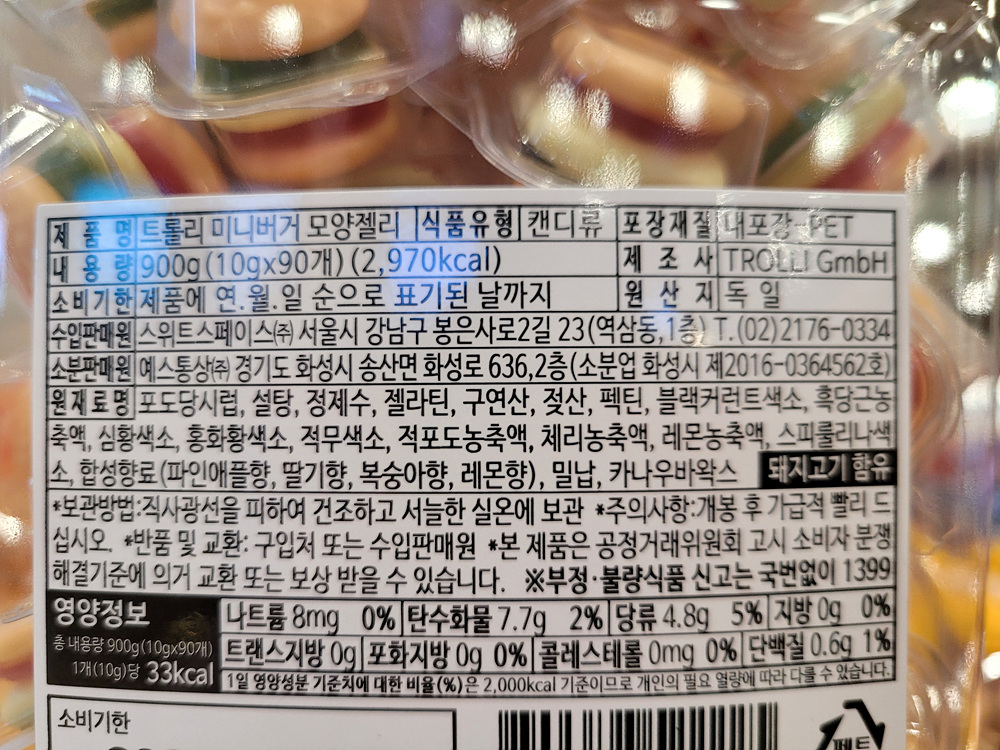 제 품 명 트롤리 미니버거 모양젤리 식품유형 캔디류 포장재질 내포장-PET
내 용 량 900g(10gx90개) (2,970kcal) 제 조 사 TROLLI GmbH
소비기한 제품에 연.월.일 순으로 표기된 날까지 원 산 지 독 일
수입판매원 스위트스페이스㈜ 서울시 강남구 봉은사로2길 23(역삼동,1층) T.(02)2176-0334
소분판매원 예스통상㈜ 경기도 화성시 송산면 화성로 636,2층(소분업 화성시 제2016-0364562호)
원재료명 포도당시럽, 설탕, 정제수, 젤라틴, 구연산, 젖산, 펙틴, 블랙커런트색소, 흑당근농
축액, 심황색소, 홍화황색소, 적무색소, 적포도농축액, 체리농축액, 레몬농축액, 스피룰리나색
소, 합성향료(파인애플향, 딸기향, 복숭아향, 레몬향), 밀납, 카나우바왁스 돼지고기 함유
*보관방법:직사광선을 피하여 건조하고 서늘한 실온에 보관 *주의사항:개봉 후 가급적 빨리 드
십시오. *반품 및 교환: 구입처 또는 수입판매원 *본 제품은 공정거래위원회 고시 소비자 분쟁
해결기준에 의거 교환 또는 보상 받을 수 있습니다. ※부정·불량식품 신고는 국번없이 1399
영양정보 나트륨 8mg 0% 탄수화물 7.7g 2% 당류 4.8g 5% 지방 0g 0%
총 내용량 900g(10gx90개) 트랜스지방 0g 포화지방 0g 0% 콜레스테롤 0mg 0% 단백질 0.6g 1%
1개(10g)당 33kcal 1일 영양성분 기준치에 대한 비율(%)은 2,000kcal 기준이므로 개인의 필요 열량에 따라 다를 수 있습니다.
소비기한
페트